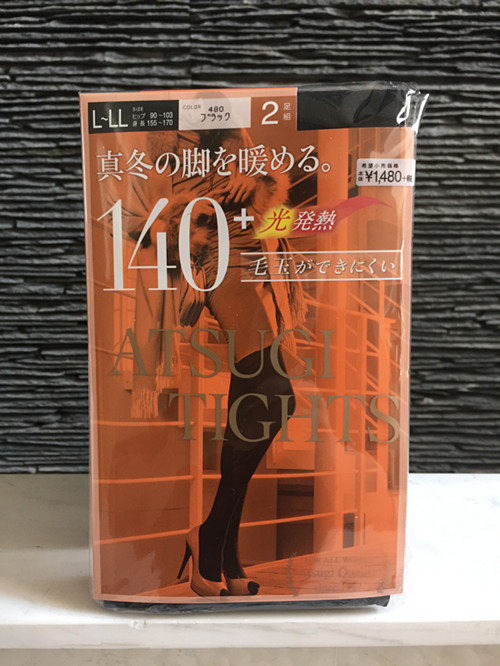 L~LL
SIZE
ヒップ 90~103
身長 155~170
COLOR
480
ブラック
2足組
真冬の脚を暖める。
希望小売価格
本体 ¥1,480+税
140+
光発熱
毛玉ができにくい
ATSUGI
TIGHTS